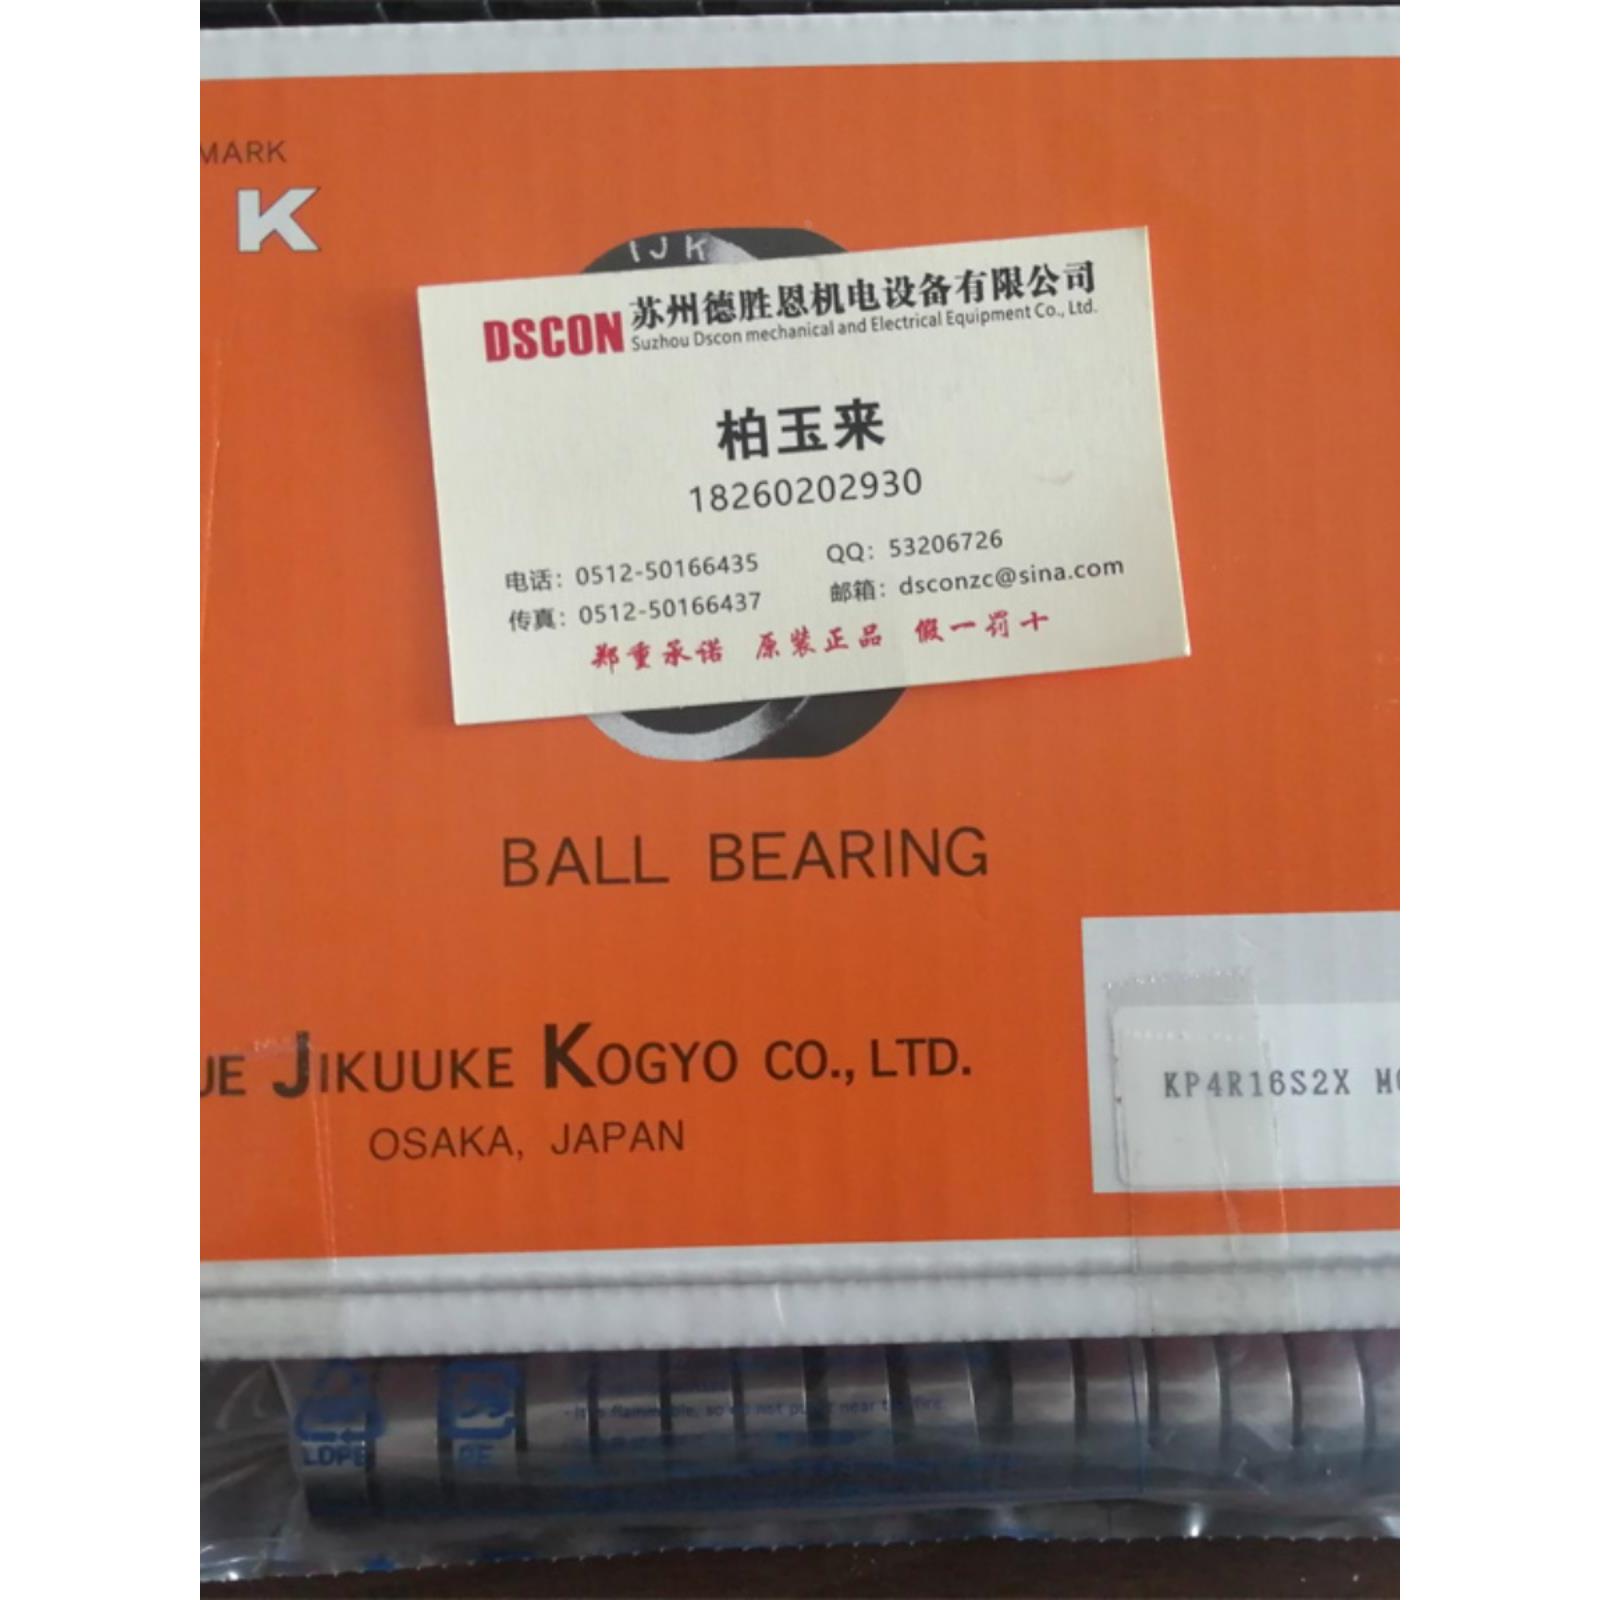 MARK
K
IJK
DSCON 苏州德胜恩机电设备有限公司
Suzhou Dscon mechanical and Electrical Equipment Co., Ltd.
柏玉来
18260202930
电话：0512-50166435
QQ：53206726
传真：0512-50166437
邮箱：dsconzc@sina.com
郑重承诺 原装正品 假一罚十
BALL BEARING
UE JIKUUKE KOGYO CO., LTD.
OSAKA, JAPAN
KP4R16S2X M
LDPE
PE